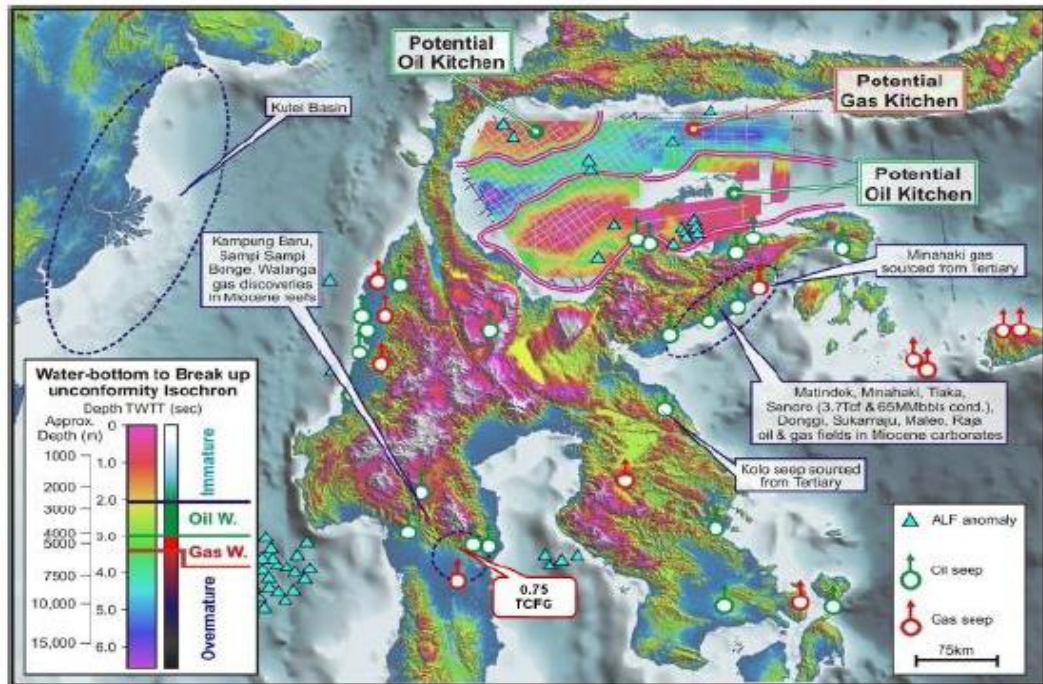 Potential
Oil Kitchen
Potential
Gas Kitchen
Kutei Basin
Potential
Oil Kitchen
Kampung Baru,
Sampi Sampi
Bonge, Walanga
gas discoveries
in Miocene reefs
Minahaki gas
sourced from Tertiary
Matindok, Minahaki, Tiaka,
Senoro (3.7Tcf & 65MMbbls cond.),
Donggi, Sukamaju, Maleo, Raja
oil & gas fields in Miocene carbonates
Kolo seep sourced
from Tertiary
0.75
TCFG
Water-bottom to Break up
unconformity Isochron
Depth TWTT (sec)
Approx.
Depth (m)
0
1000
1.0
2000
2.0
3000
4000
3.0
5000
7500
4.0
10,000
5.0
15,000
6.0
Immature
Oil W.
Gas W.
Overmature
ALF anomaly
Oil seep
Gas seep
75km